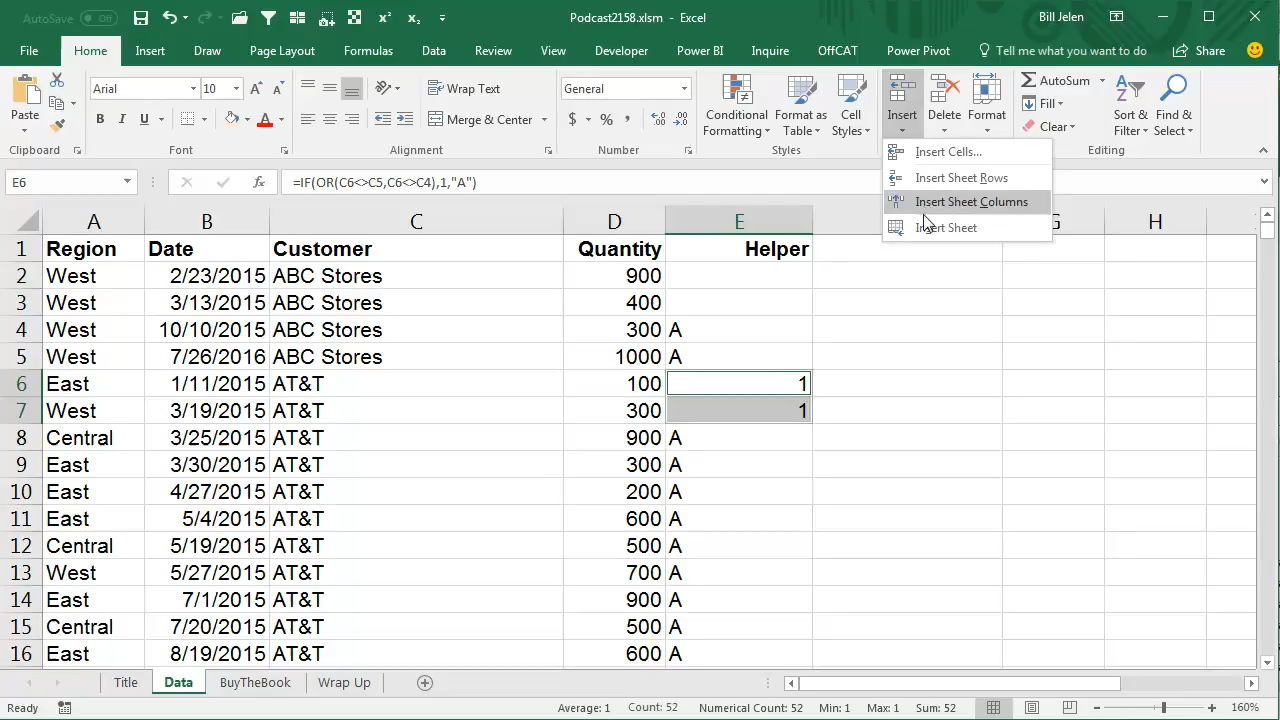 AutoSave Off Podcast2158.xlsm - Excel Bill Jelen
File Home Insert Draw Page Layout Formulas Data Review View Developer Power BI Inquire OffCAT Power Pivot Tell me what you want to do Share
Paste Arial 10 Wrap Text General Conditional Formatting Format as Table Cell Styles Insert Delete Format AutoSum Sort & Filter Find & Select
B I U A Merge & Center $ % , Fill
Clear
Clipboard Font Alignment Number Styles Editing
Insert Cells...
Insert Sheet Rows
Insert Sheet Columns
Insert Sheet
E6 fx =IF(OR(C6<>C5,C6<>C4),1,"A")
A B C D E G H
1 Region Date Customer Quantity Helper
2 West 2/23/2015 ABC Stores 900
3 West 3/13/2015 ABC Stores 400
4 West 10/10/2015 ABC Stores 300 A
5 West 7/26/2016 ABC Stores 1000 A
6 East 1/11/2015 AT&T 100 1
7 West 3/19/2015 AT&T 300 1
8 Central 3/25/2015 AT&T 900 A
9 East 3/30/2015 AT&T 300 A
10 East 4/27/2015 AT&T 200 A
11 East 5/4/2015 AT&T 600 A
12 Central 5/19/2015 AT&T 500 A
13 West 5/27/2015 AT&T 700 A
14 East 7/1/2015 AT&T 900 A
15 Central 7/20/2015 AT&T 500 A
16 East 8/19/2015 AT&T 600 A
Title Data BuyTheBook Wrap Up
Ready Average: 1 Count: 52 Numerical Count: 52 Min: 1 Max: 1 Sum: 52 160%